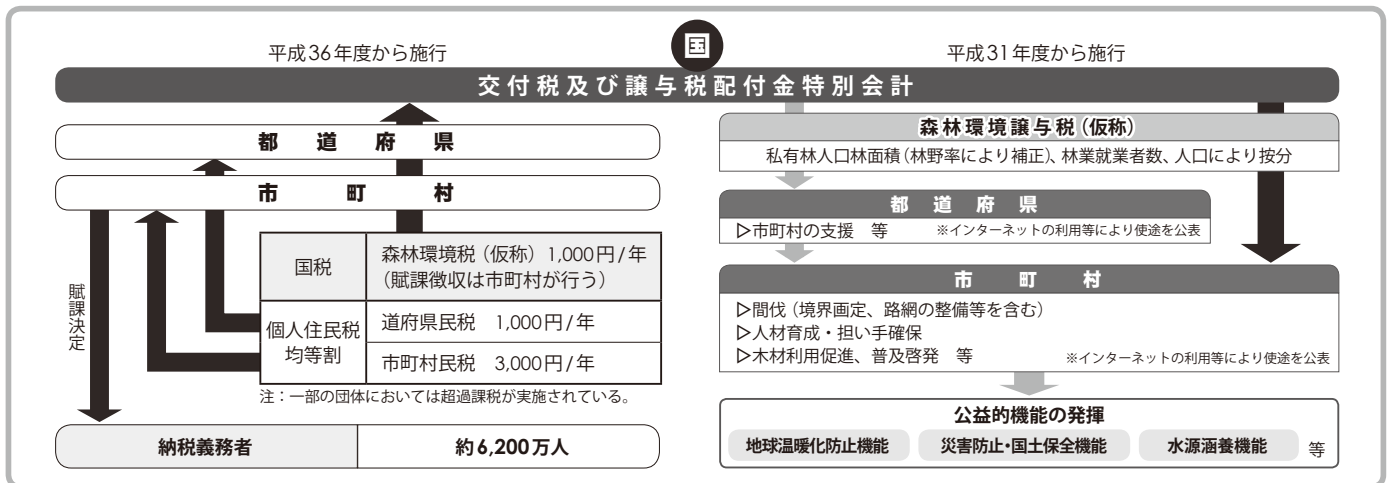 国
平成36年度から施行
平成31年度から施行
交付税及び譲与税配付金特別会計
都道府県
市町村
国税
森林環境税(仮称) 1,000円/年
(賦課徴収は市町村が行う)
個人住民税
均等割
道府県民税 1,000円/年
市町村民税 3,000円/年
賦課決定
注:一部の団体においては超過課税が実施されている。
納税義務者
約6,200万人
森林環境譲与税(仮称)
私有林人口林面積(林野率により補正)、林業就業者数、人口により按分
都道府県
▷市町村の支援 等 ※インターネットの利用等により使途を公表
市町村
▷間伐(境界画定、路網の整備等を含む)
▷人材育成・担い手確保
▷木材利用促進、普及啓発 等 ※インターネットの利用等により使途を公表
公益的機能の発揮
地球温暖化防止機能 災害防止・国土保全機能 水源涵養機能 等